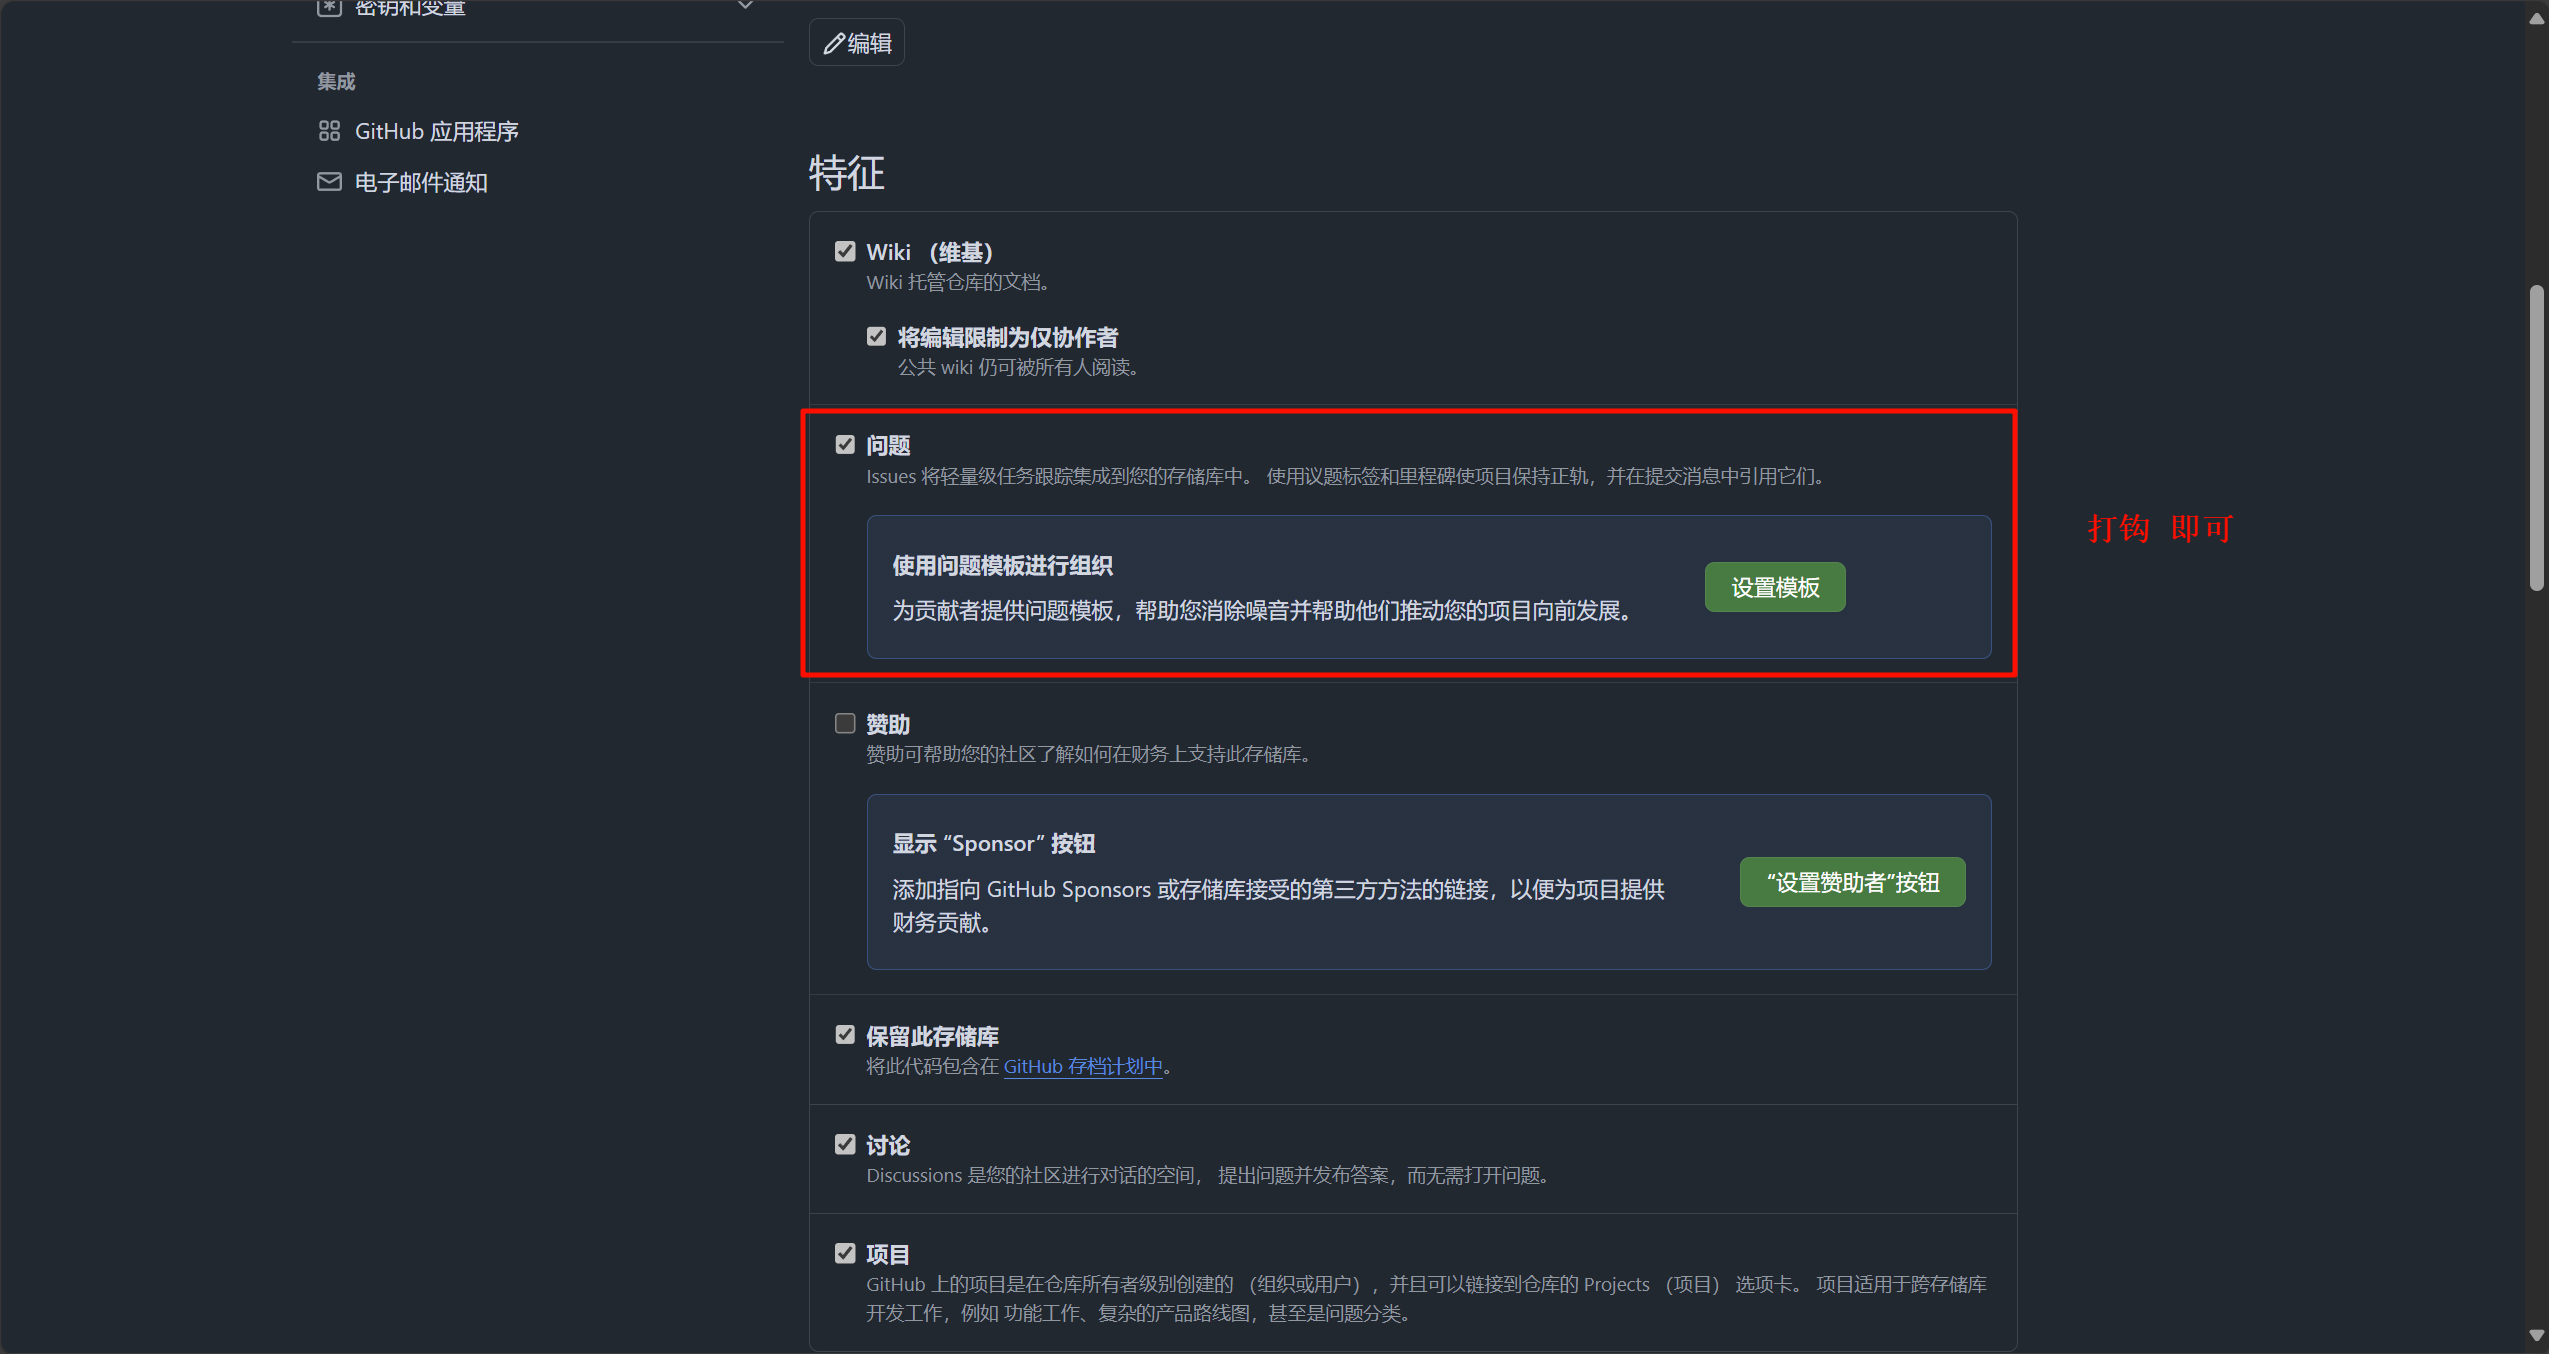 密钥和变量
集成
GitHub 应用程序
电子邮件通知
编辑
特征
Wiki （维基）
Wiki 托管仓库的文档。
将编辑限制为仅协作者
公共 wiki 仍可被所有人阅读。
问题
Issues 将轻量级任务跟踪集成到您的存储库中。 使用议题标签和里程碑使项目保持正轨，并在提交消息中引用它们。
使用问题模板进行组织
为贡献者提供问题模板，帮助您消除噪音并帮助他们推动您的项目向前发展。
设置模板
打钩 即可
赞助
赞助可帮助您的社区了解如何在财务上支持此存储库。
显示 “Sponsor” 按钮
添加指向 GitHub Sponsors 或存储库接受的第三方方法的链接，以便为项目提供
财务贡献。
“设置赞助者”按钮
保留此存储库
将此代码包含在 GitHub 存档计划中。
讨论
Discussions 是您的社区进行对话的空间， 提出问题并发布答案，而无需打开问题。
项目
GitHub 上的项目是在仓库所有者级别创建的 （组织或用户），并且可以链接到仓库的 Projects （项目） 选项卡。 项目适用于跨存储库
开发工作，例如 功能工作、复杂的产品路线图，甚至是问题分类。